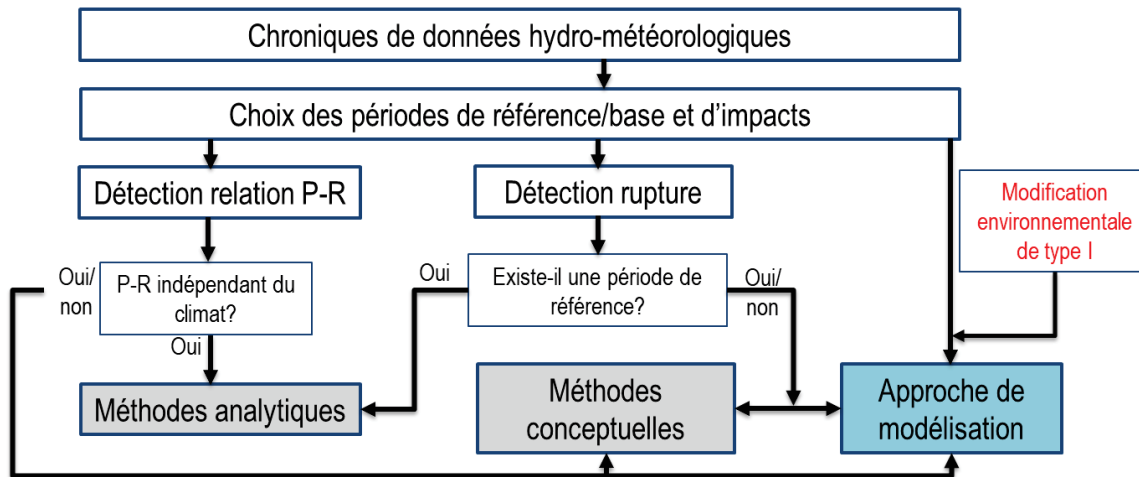 Chroniques de données hydro-météorologiques
Choix des périodes de référence/base et d'impacts
Détection relation P-R
Détection rupture
Modification
environnementale
de type I
Oui/
non
P-R indépendant du
climat?
Oui
Existe-il une période de
référence?
Oui/
non
Oui
Méthodes analytiques
Méthodes
conceptuelles
Approche de
modélisation